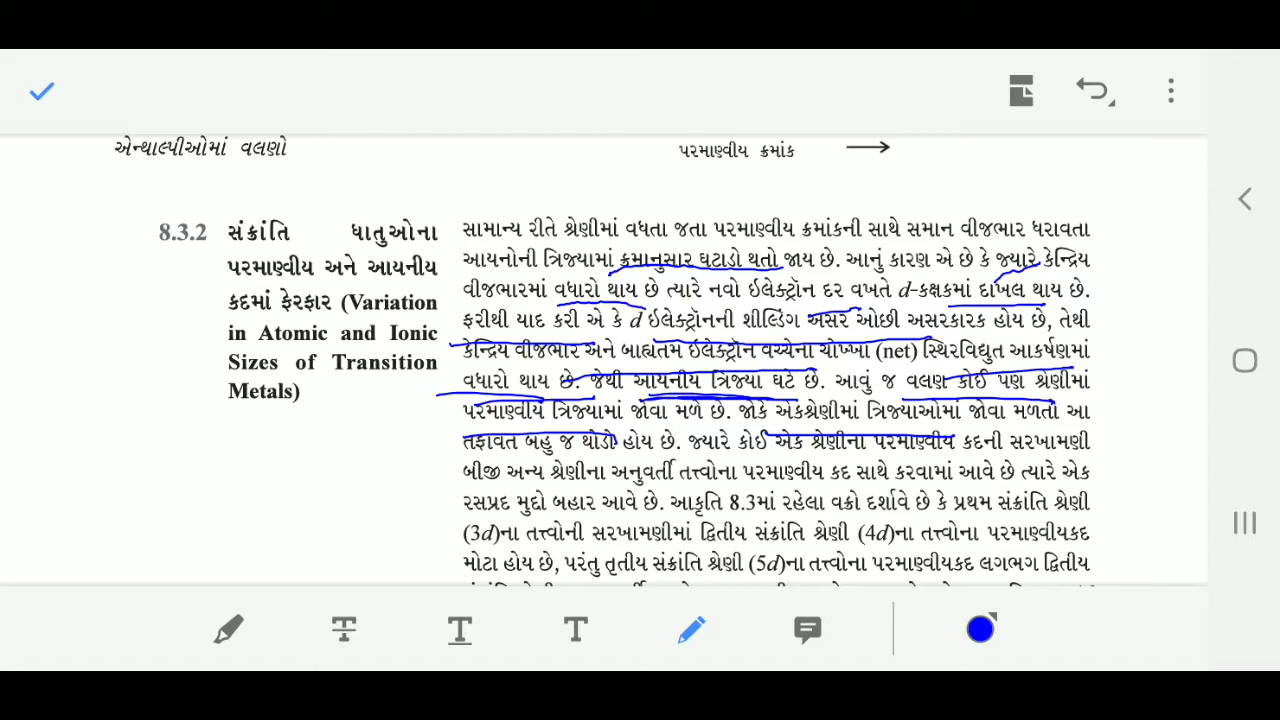 એન્થાલ્પીઓમાં વલણો
પરમાણ્વીય ક્રમાંક →
8.3.2 સંક્રાંતિ ધાતુઓના
પરમાણ્વીય અને આયનીય
કદમાં ફેરફાર (Variation
in Atomic and Ionic
Sizes of Transition
Metals)
સામાન્ય રીતે શ્રેણીમાં વધતા જતા પરમાણ્વીય ક્રમાંકની સાથે સમાન વીજભાર ધરાવતા
આયનોની ત્રિજ્યામાં ક્રમાનુસાર ઘટાડો થતો જાય છે. આનું કારણ એ છે કે જ્યારે કેન્દ્રિય
વીજભારમાં વધારો થાય છે ત્યારે નવો ઇલેક્ટ્રૉન દર વખતે d-કક્ષકમાં દાખલ થાય છે.
ફરીથી યાદ કરી એ કે d ઇલેક્ટ્રૉનની શીલ્ડિંગ અસર ઓછી અસરકારક હોય છે, તેથી
કેન્દ્રિય વીજભાર અને બાહ્યતમ ઇલેક્ટ્રૉન વચ્ચેના ચોખ્ખા (net) સ્થિરવિદ્યુત આકર્ષણમાં
વધારો થાય છે. જેથી આયનીય ત્રિજ્યા ઘટે છે. આવું જ વલણ કોઈ પણ શ્રેણીમાં
પરમાણ્વીય ત્રિજ્યામાં જોવા મળે છે. જોકે એકશ્રેણીમાં ત્રિજ્યાઓમાં જોવા મળતો આ
તફાવત બહુ જ થોડો હોય છે. જ્યારે કોઈ એક શ્રેણીના પરમાણ્વીય કદની સરખામણી
બીજી અન્ય શ્રેણીના અનુવર્તી તત્ત્વોના પરમાણ્વીય કદ સાથે કરવામાં આવે છે ત્યારે એક
રસપ્રદ મુદ્દો બહાર આવે છે. આકૃતિ 8.3માં રહેલા વક્રો દર્શાવે છે કે પ્રથમ સંક્રાંતિ શ્રેણી
(3d)ના તત્ત્વોની સરખામણીમાં દ્વિતીય સંક્રાંતિ શ્રેણી (4d)ના તત્ત્વોના પરમાણ્વીયકદ
મોટા હોય છે, પરંતુ તૃતીય સંક્રાંતિ શ્રેણી (5d)ના તત્ત્વોના પરમાણ્વીયકદ લગભગ દ્વિતીય